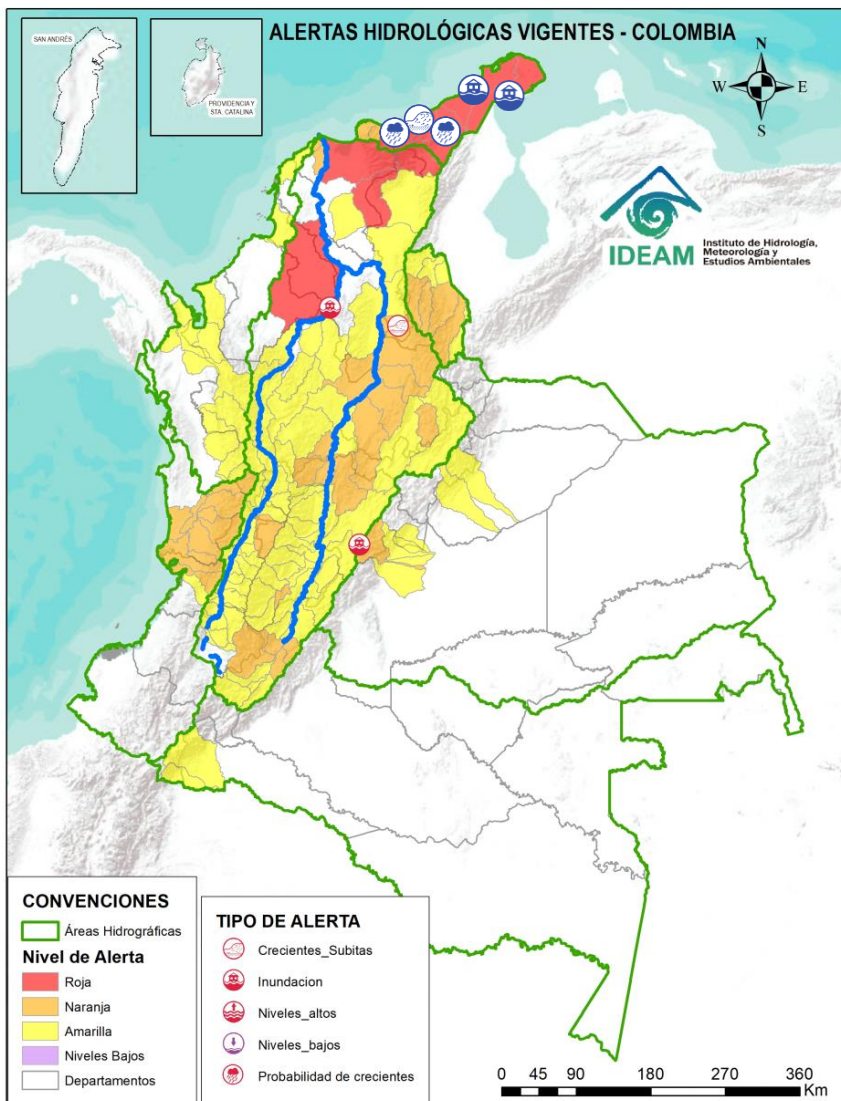 ALERTAS HIDROLÓGICAS VIGENTES - COLOMBIA
SAN ANDRÉS
PROVIDENCIA Y
STA. CATALINA
N
W
E
S
IDEAM
Instituto de Hidrología,
Meteorología y
Estudios Ambientales
CONVENCIONES
Áreas Hidrográficas
Nivel de Alerta
Roja
Naranja
Amarilla
Niveles Bajos
Departamentos
TIPO DE ALERTA
Crecientes_Subitas
Inundacion
Niveles_altos
Niveles_bajos
Probabilidad de crecientes
0 45 90 180 270 360
Km